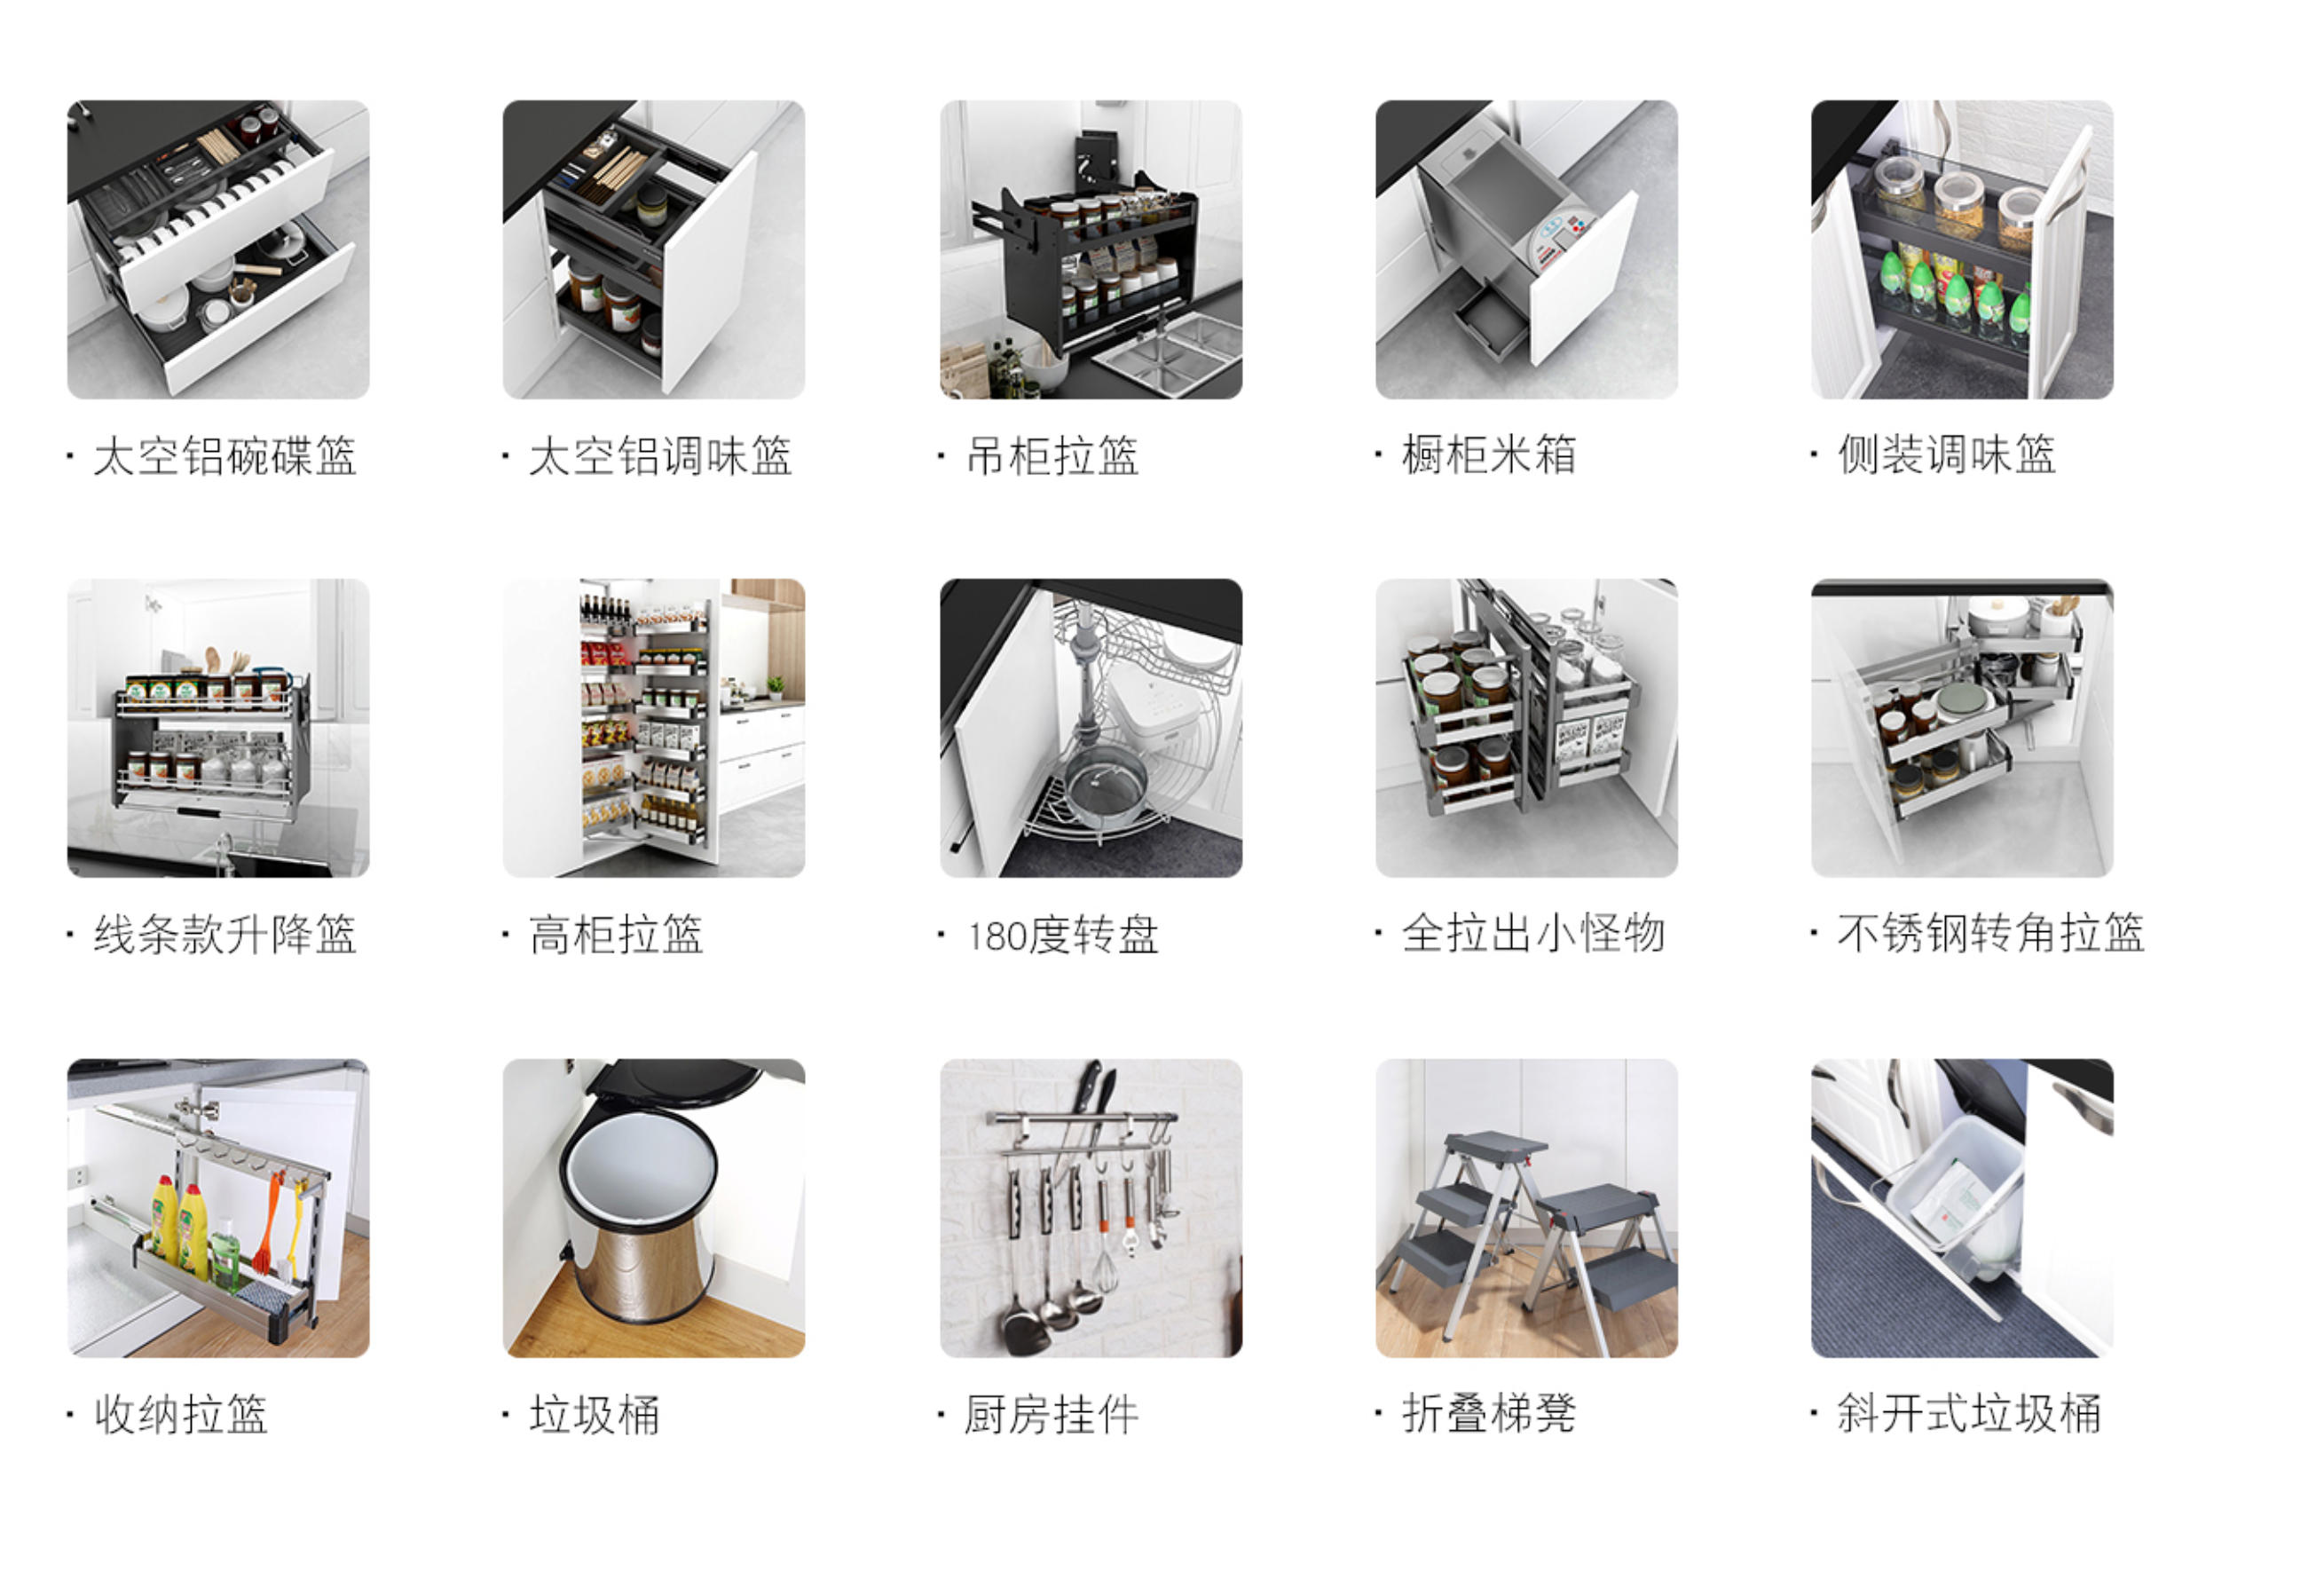 · 太空铝碗碟篮
· 太空铝调味篮
· 吊柜拉篮
· 橱柜米箱
· 侧装调味篮
· 线条款升降篮
· 高柜拉篮
· 180度转盘
· 全拉出小怪物
· 不锈钢转角拉篮
· 收纳拉篮
· 垃圾桶
· 厨房挂件
· 折叠梯凳
· 斜开式垃圾桶